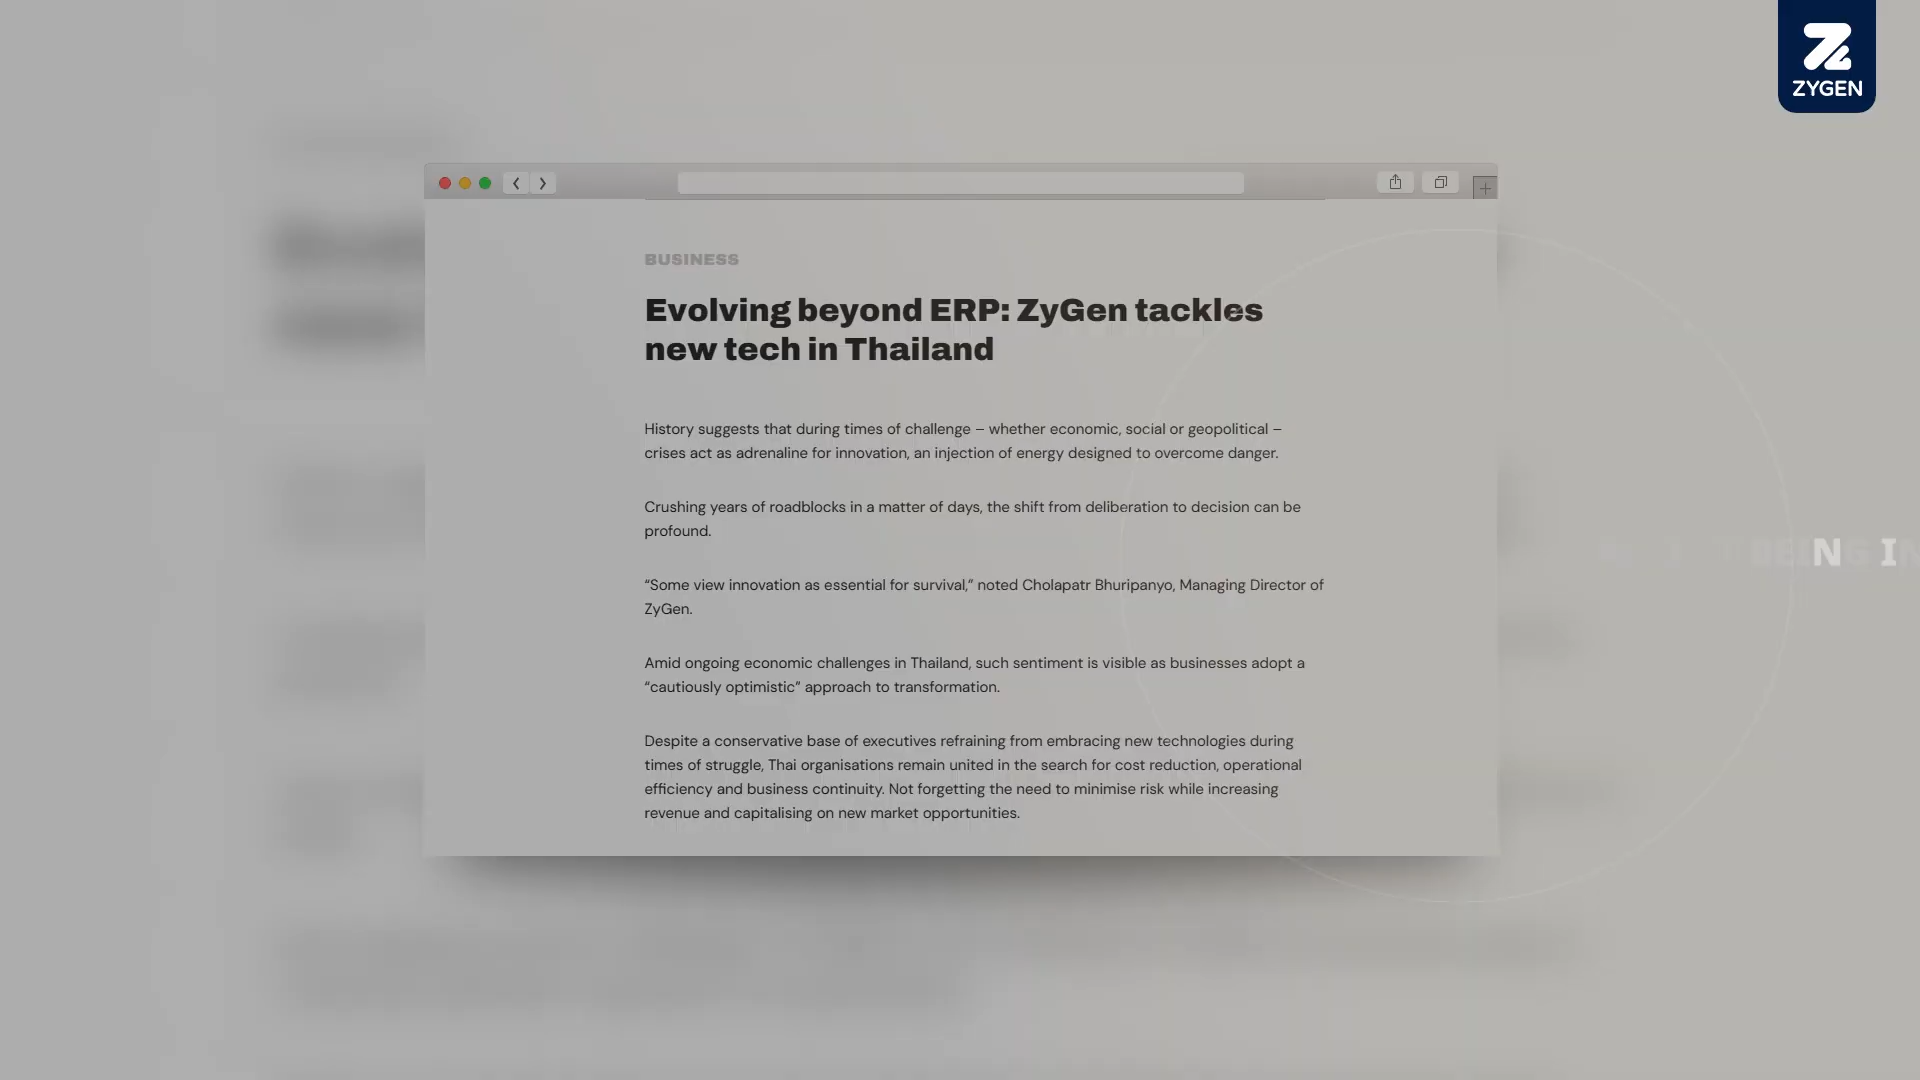 ZYGEN
BUSINESS
Evolving beyond ERP: ZyGen tackles
new tech in Thailand
History suggests that during times of challenge – whether economic, social or geopolitical –
crises act as adrenaline for innovation, an injection of energy designed to overcome danger.
Crushing years of roadblocks in a matter of days, the shift from deliberation to decision can be
profound.
“Some view innovation as essential for survival,” noted Cholapatr Bhuripanyo, Managing Director of
ZyGen.
Amid ongoing economic challenges in Thailand, such sentiment is visible as businesses adopt a
“cautiously optimistic” approach to transformation.
Despite a conservative base of executives refraining from embracing new technologies during
times of struggle, Thai organisations remain united in the search for cost reduction, operational
efficiency and business continuity. Not forgetting the need to minimise risk while increasing
revenue and capitalising on new market opportunities.
BEING